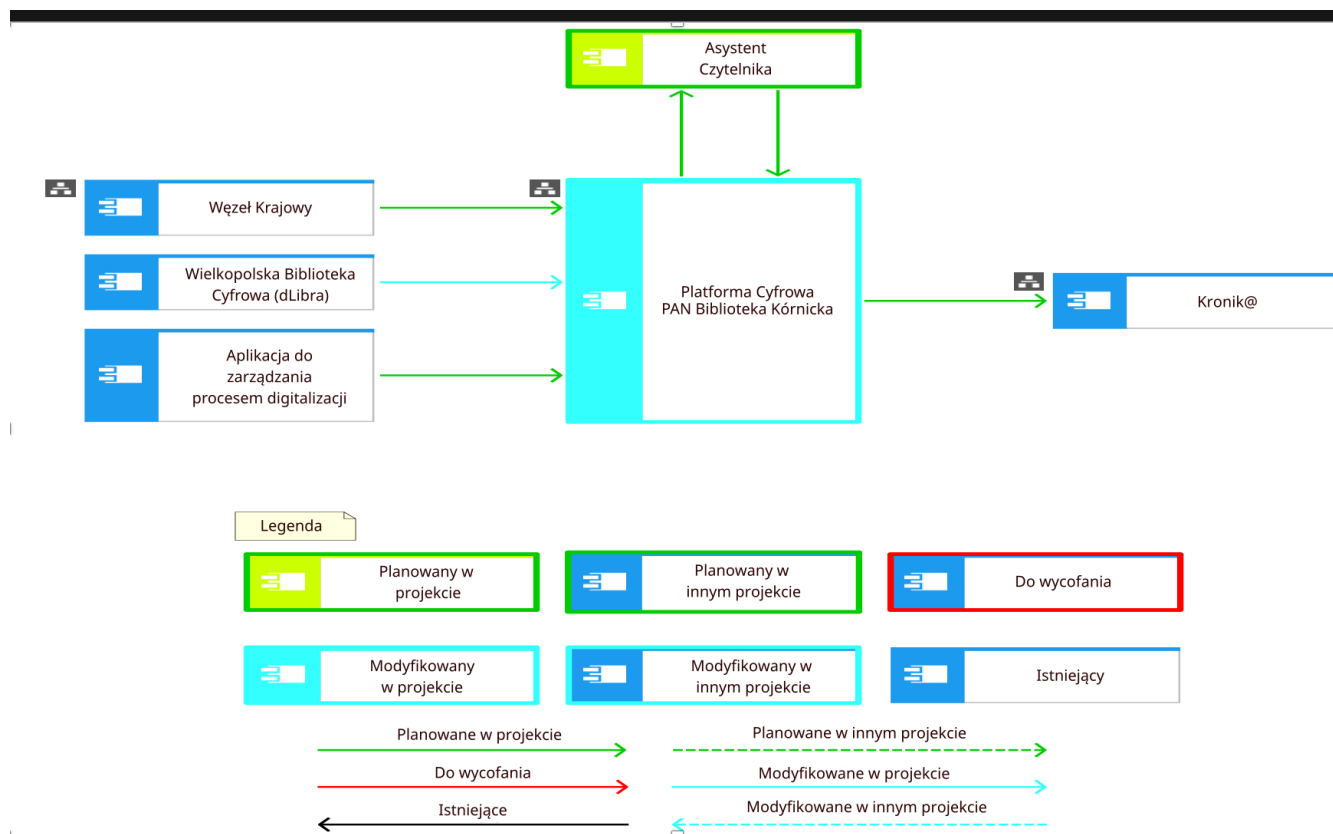 Asystent
Czytelnika
Węzeł Krajowy
Wielkopolska Biblioteka
Cyfrowa (dLibra)
Aplikacja do
zarządzania
procesem digitalizacji
Platforma Cyfrowa
PAN Biblioteka Kórnicka
Kronik@
Legenda
Planowany w
projekcie
Planowany w
innym projekcie
Do wycofania
Modyfikowany
w projekcie
Modyfikowany w
innym projekcie
Istniejący
Planowane w projekcie
Planowane w innym projekcie
Do wycofania
Modyfikowane w projekcie
Istniejące
Modyfikowane w innym projekcie